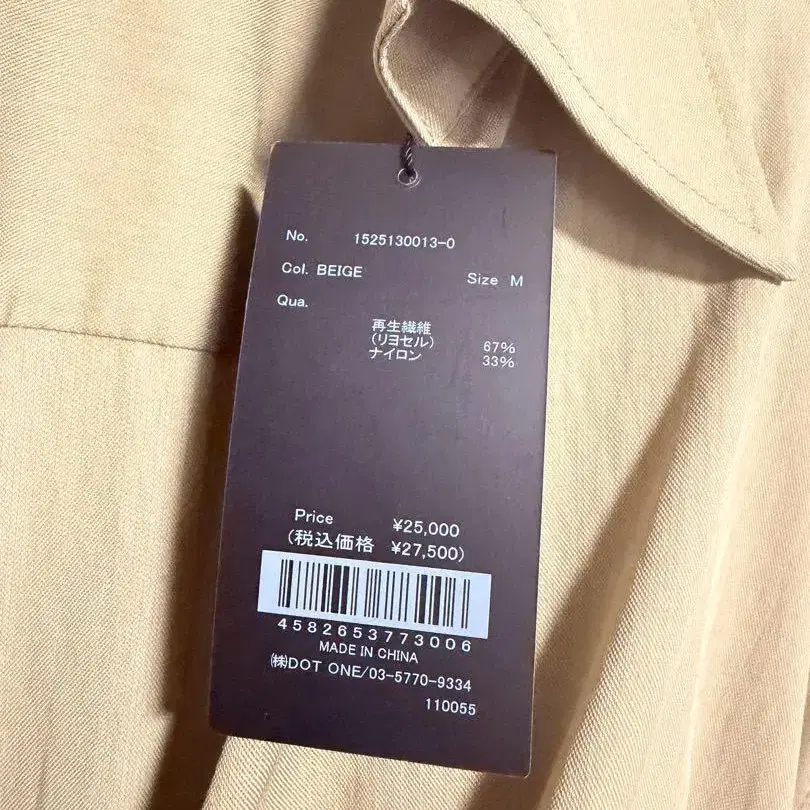 No. 1525130013-0
Col. BEIGE Size M
Qua.
再生繊維
(リヨセル) 67%
ナイロン 33%
Price ¥25,000
(税込価格 ¥27,500)
4582653773006
MADE IN CHINA
㈱DOT ONE/03-5770-9334
110055